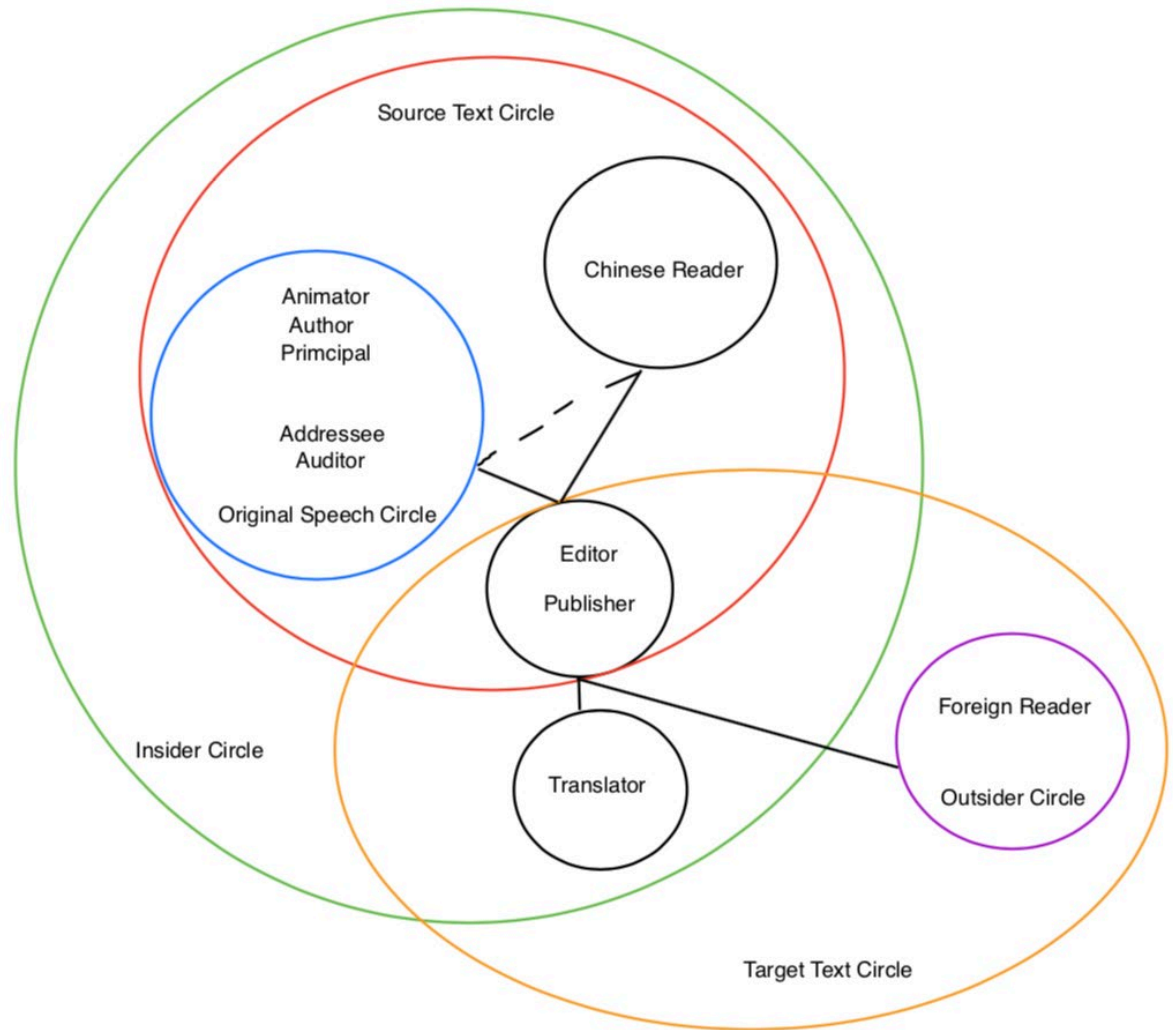 Source Text Circle
Chinese Reader
Animator
Author
Primcipal
Addressee
Auditor
Original Speech Circle
Editor
Publisher
Insider Circle
Translator
Foreign Reader
Outsider Circle
Target Text Circle